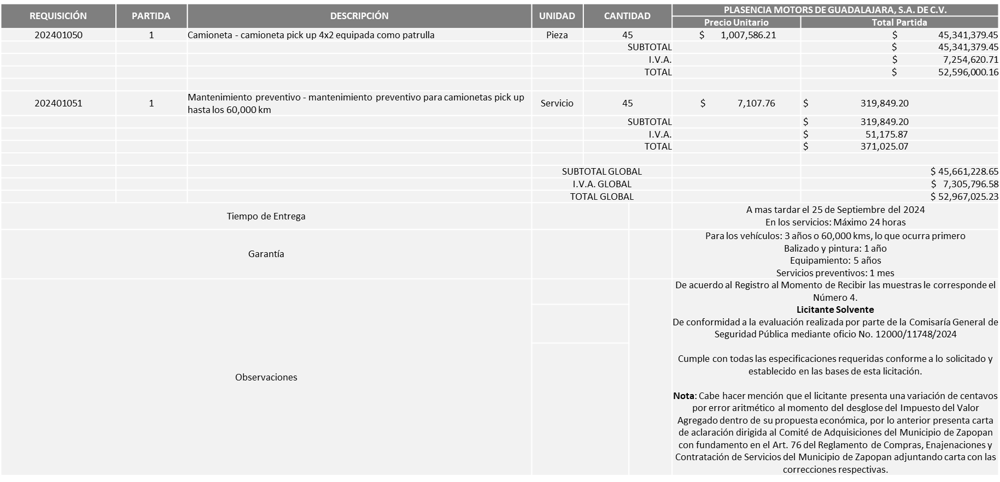 REQUISICIÓN PARTIDA DESCRIPCIÓN UNIDAD CANTIDAD PLASENCIA MOTORS DE GUADALAJARA, S.A. DE C.V.
Precio Unitario Total Partida
202401050 1 Camioneta - camioneta pick up 4x2 equipada como patrulla Pieza 45 $ 1,007,586.21 $ 45,341,379.45
SUBTOTAL $ 45,341,379.45
I.V.A. $ 7,254,620.71
TOTAL $ 52,596,000.16
202401051 1 Mantenimiento preventivo - mantenimiento preventivo para camionetas pick up
hasta los 60,000 km Servicio 45 $ 7,107.76 $ 319,849.20
SUBTOTAL $ 319,849.20
I.V.A. $ 51,175.87
TOTAL $ 371,025.07
SUBTOTAL GLOBAL $ 45,661,228.65
I.V.A. GLOBAL $ 7,305,796.58
TOTAL GLOBAL $ 52,967,025.23
Tiempo de Entrega
A mas tardar el 25 de Septiembre del 2024
En los servicios: Máximo 24 horas
Garantía
Para los vehículos: 3 años o 60,000 kms, lo que ocurra primero
Balizado y pintura: 1 año
Equipamiento: 5 años
Servicios preventivos: 1 mes
Observaciones
De acuerdo al Registro al Momento de Recibir las muestras le corresponde el
Número 4.
Licitante Solvente
De conformidad a la evaluación realizada por parte de la Comisaría General de
Seguridad Pública mediante oficio No. 12000/11748/2024
Cumple con todas las especificaciones requeridas conforme a lo solicitado y
establecido en las bases de esta licitación.
Nota: Cabe hacer mención que el licitante presenta una variación de centavos
por error aritmético al momento del desglose del Impuesto del Valor
Agregado dentro de su propuesta económica, por lo anterior presenta carta
de aclaración dirigida al Comité de Adquisiciones del Municipio de Zapopan
con fundamento en el Art. 76 del Reglamento de Compras, Enajenaciones y
Contratación de Servicios del Municipio de Zapopan adjuntando carta con las
correcciones respectivas.